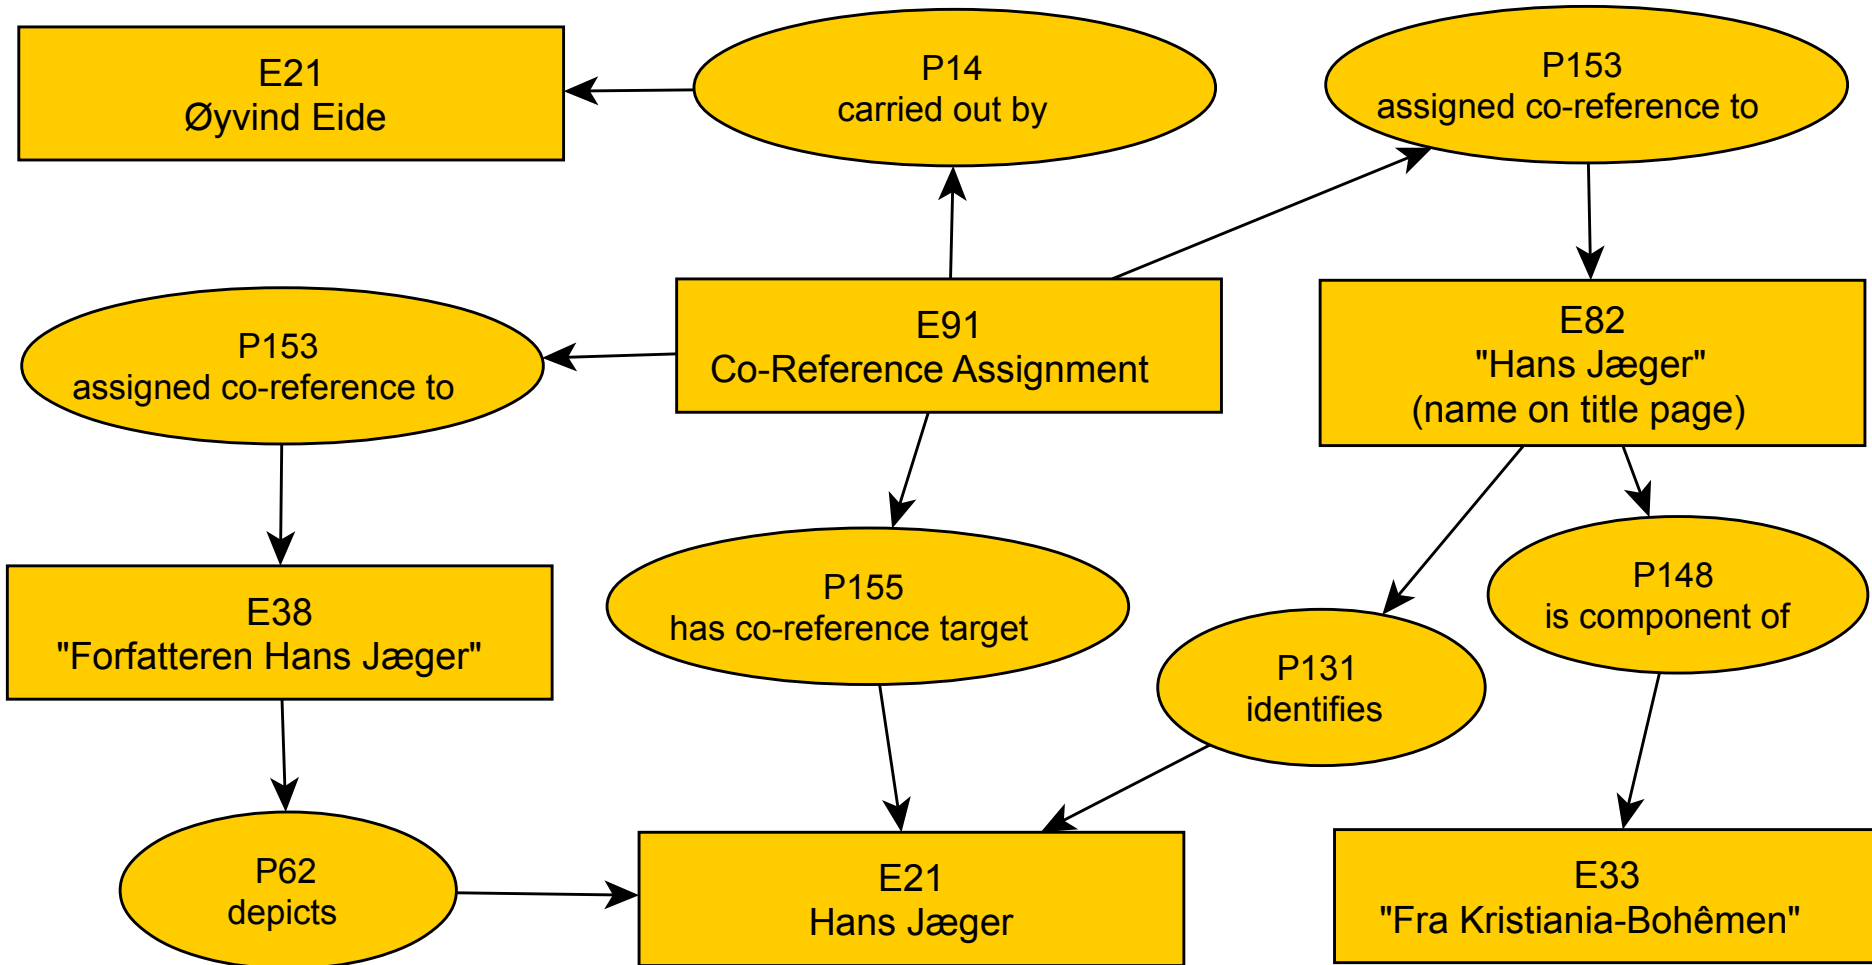 E21
Øyvind Eide
P14
carried out by
P153
assigned co-reference to
P153
assigned co-reference to
E91
Co-Reference Assignment
E82
"Hans Jæger"
(name on title page)
E38
"Forfatteren Hans Jæger"
P155
has co-reference target
P131
identifies
P148
is component of
P62
depicts
E21
Hans Jæger
E33
"Fra Kristiania-Bohêmen"